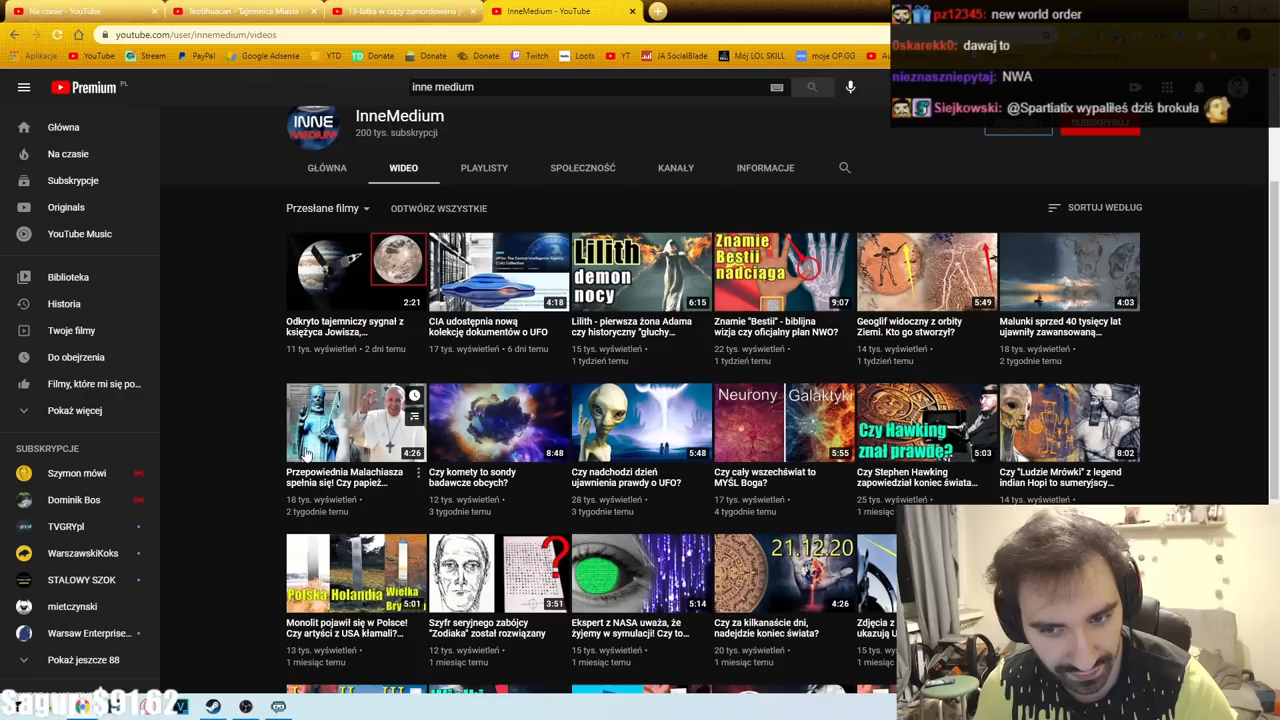 Na czasie - YouTube
Teotihuacan - Tajemnica Miasta
13-latka w ciąży zamordowana
InneMedium - YouTube
pz12345: new world order
0skarekk0: dawaj to
nieznaszniepytaj: NWA
Siejkowski: @Spartiatix wypaliłeś dziś brokuła
youtube.com/user/innemedium/videos
Aplikacje
YouTube
Stream
PayPal
Google Adsense
YTD
Donate
Donate
Donate
Twitch
Loots
YT
JA SocialBlade
MÓJ LOL SKILL
moje OP.GG
Premium PL
inne medium
InneMedium
200 tys. subskrypcji
SUBSKRYBUJ
GŁÓWNA
WIDEO
PLAYLISTY
SPOŁECZNOŚĆ
KANAŁY
INFORMACJE
Przesłane filmy
ODTWÓRZ WSZYSTKIE
SORTUJ WEDŁUG
Główna
Na czasie
Subskrypcje
Originals
YouTube Music
Biblioteka
Historia
Twoje filmy
Do obejrzenia
Filmy, które mi się po...
Pokaż więcej
SUBSKRYPCJE
Szymon mówi
Dominik Bos
TVGRYpl
WarszawskiKoks
STALOWY SZOK
mietczynski
Warsaw Enterprise...
Pokaż jeszcze 88
INNE
MEDIUM
2:21
Odkryto tajemniczy sygnał z
księżyca Jowisza,...
11 tys. wyświetleń • 2 dni temu
4:18
CIA udostępnia nową
kolekcję dokumentów o UFO
17 tys. wyświetleń • 6 dni temu
Lilith
demon
nocy
6:15
Lilith - pierwsza żona Adama
czy historyczny "głuchy...
15 tys. wyświetleń •
1 tydzień temu
Znamie
Bestii
nadciąga
9:07
Znamie "Bestii" - biblijna
wizja czy oficjalny plan NWO?
22 tys. wyświetleń •
1 tydzień temu
5:49
Geoglif widoczny z orbity
Ziemi. Kto go stworzył?
14 tys. wyświetleń •
1 tydzień temu
4:03
Malunki sprzed 40 tysięcy lat
ujawniły zaawansowaną...
18 tys. wyświetleń •
2 tygodnie temu
4:26
Przepowiednia Malachiasza
spełnia się! Czy papież...
18 tys. wyświetleń •
2 tygodnie temu
8:48
Czy komety to sondy
badawcze obcych?
12 tys. wyświetleń •
3 tygodnie temu
5:48
Czy nadchodzi dzień
ujawnienia prawdy o UFO?
28 tys. wyświetleń •
3 tygodnie temu
Neurony
Galaktyki
5:55
Czy cały wszechświat to
MYŚL Boga?
17 tys. wyświetleń •
4 tygodnie temu
Czy Hawking
znał prawdę?
5:03
Czy Stephen Hawking
zapowiedział koniec świata...
25 tys. wyświetleń •
1 miesiąc temu
8:02
Czy "Ludzie Mrówki" z legend
indian Hopi to sumeryjscy...
14 tys. wyświetleń •
Polska
Holandia
Wielka
5:01
Monolit pojawił się w Polsce!
Czy artyści z USA kłamali?...
13 tys. wyświetleń •
1 miesiąc temu
?
3:51
Szyfr seryjnego zabójcy
"Zodiaka" został rozwiązany
12 tys. wyświetleń •
1 miesiąc temu
5:14
Ekspert z NASA uważa, że
żyjemy w symulacji! Czy to...
15 tys. wyświetleń •
1 miesiąc temu
21.12.20
4:26
Czy za kilkanaście dni,
nadejdzie koniec świata?
20 tys. wyświetleń •
1 miesiąc temu
Zdjęcia z
ukazują U
15 tys. wyś
1 miesiąc
$91.62